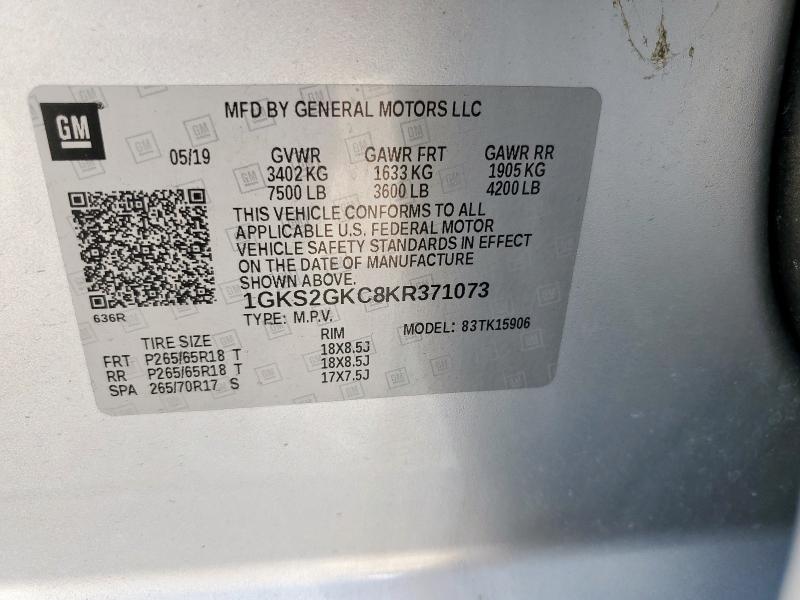 GM
MFD BY GENERAL MOTORS LLC
05/19 GVWR GAWR FRT GAWR RR
3402 KG 1633 KG 1905 KG
7500 LB 3600 LB 4200 LB
THIS VEHICLE CONFORMS TO ALL
APPLICABLE U.S. FEDERAL MOTOR
VEHICLE SAFETY STANDARDS IN EFFECT
ON THE DATE OF MANUFACTURE
SHOWN ABOVE.
1GKS2GKC8KR371073
636R
TYPE: M.P.V. MODEL: 83TK15906
TIRE SIZE RIM
FRT P265/65R18 T 18X8.5J
RR P265/65R18 T 18X8.5J
SPA 265/70R17 S 17X7.5J